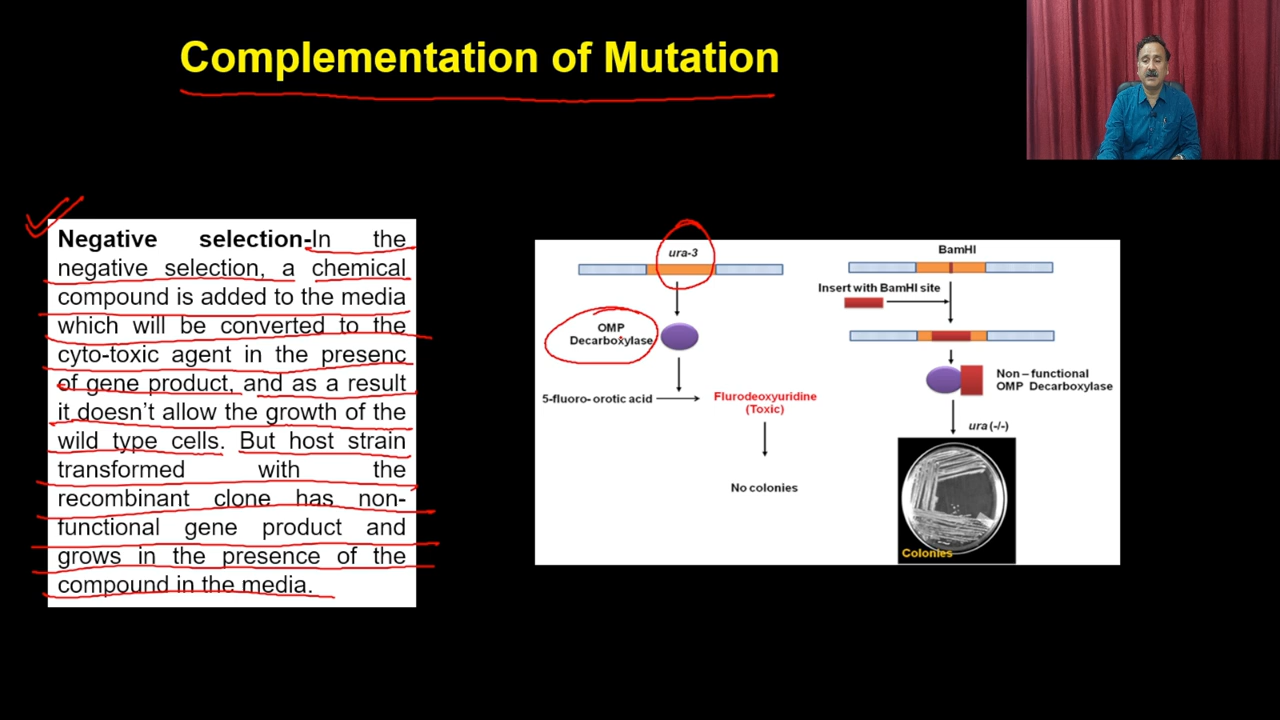 Complementation of Mutation
Negative selection-In the
negative selection, a chemical
compound is added to the media
which will be converted to the
cyto-toxic agent in the presenc
of gene product, and as a result
it doesn't allow the growth of the
wild type cells. But host strain
transformed with the
recombinant clone has non-
functional gene product and
grows in the presence of the
compound in the media.
ura-3
OMP
Decarboxylase
5-fluoro- orotic acid
Flurodeoxyuridine
(Toxic)
No colonies
BamHI
Insert with BamHI site
Non – functional
OMP Decarboxylase
ura (-/-)
Colonies